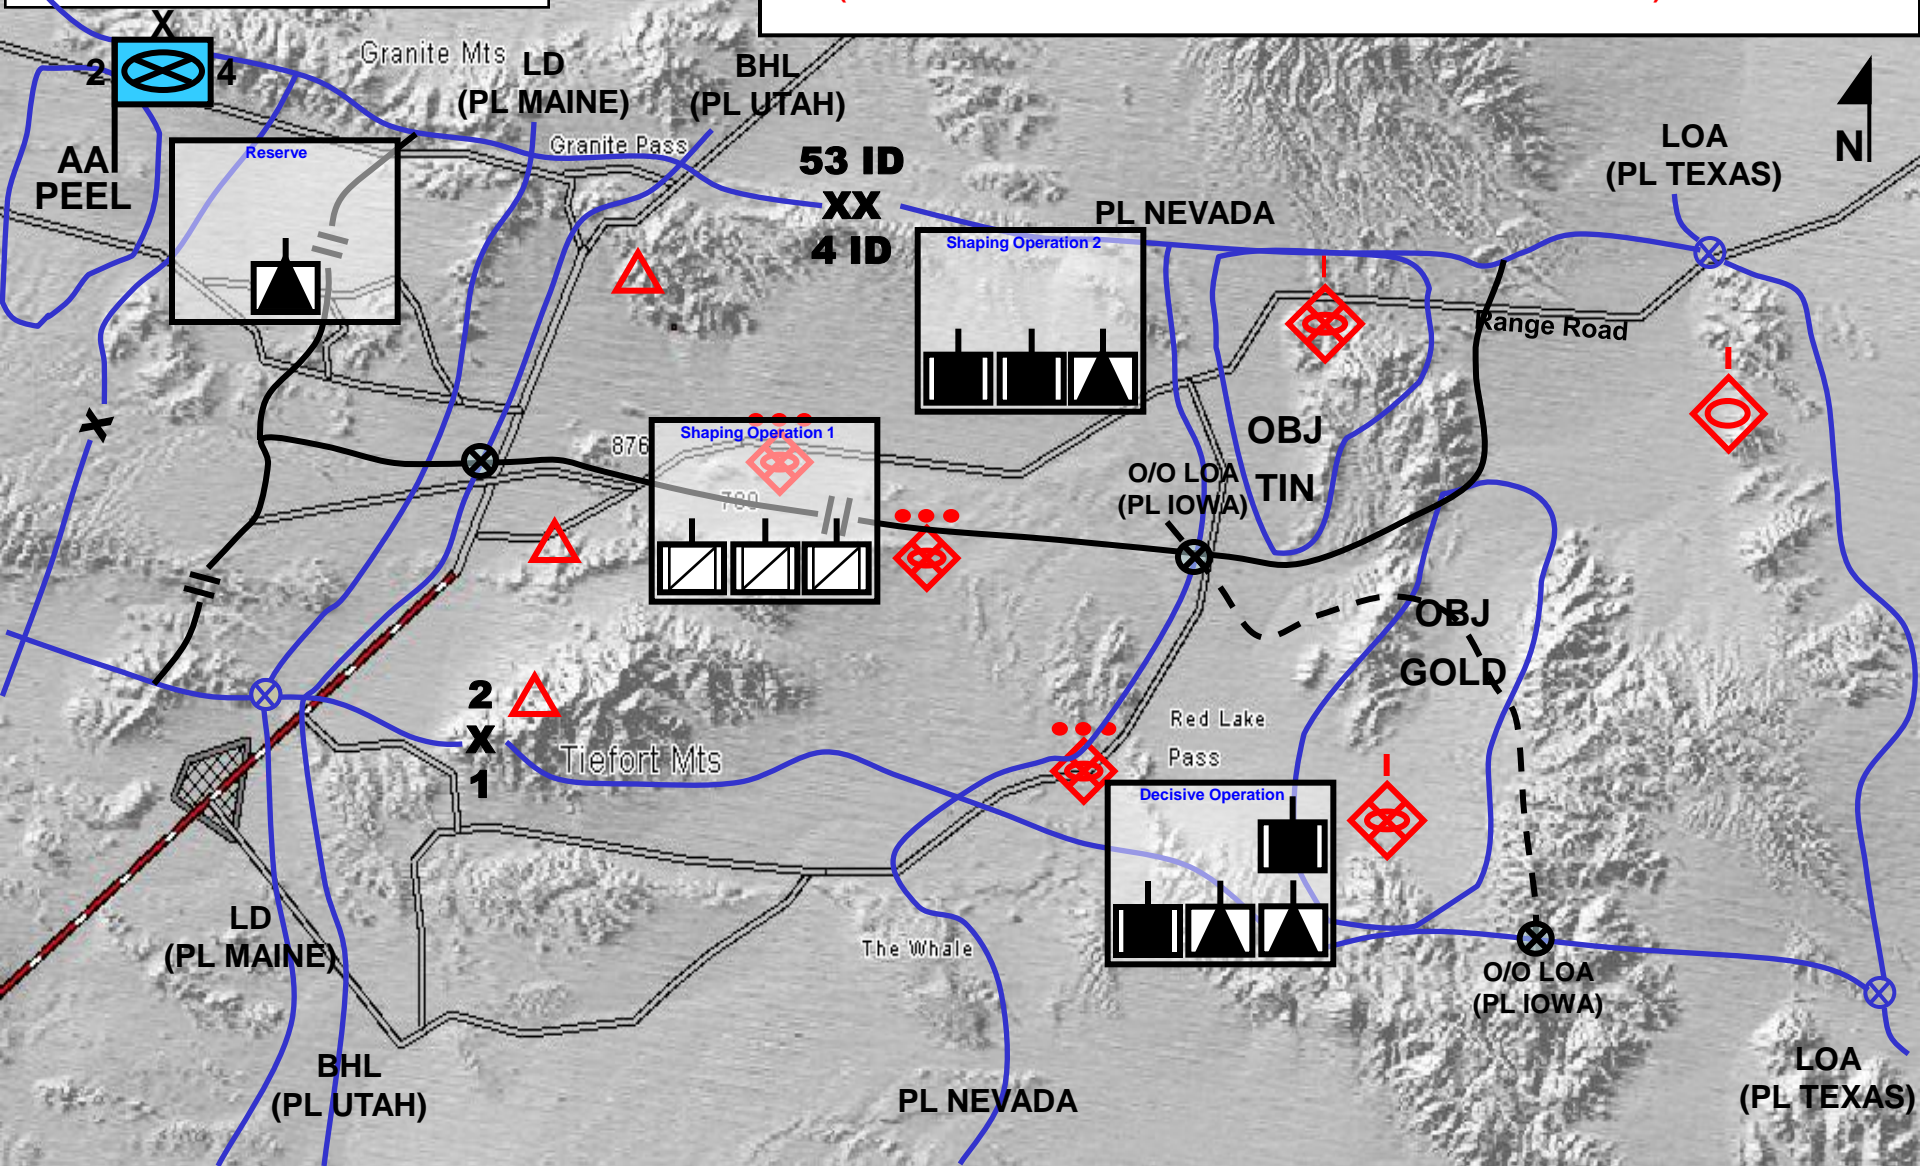 X
2 4
Granite Mts
LD
(PL MAINE)
BHL
(PL UTAH)
Granite Pass
Reserve
AA
PEEL
53 ID
XX
4 ID
PL NEVADA
LOA
(PL TEXAS)
N
Shaping Operation 2
Range Road
X
876
Shaping Operation 1
OBJ
TIN
O/O LOA
(PL IOWA)
OBJ
GOLD
2
X
1
Tiefort Mts
Red Lake
Pass
Decisive Operation
LD
(PL MAINE)
The Whale
O/O LOA
(PL IOWA)
BHL
(PL UTAH)
PL NEVADA
LOA
(PL TEXAS)